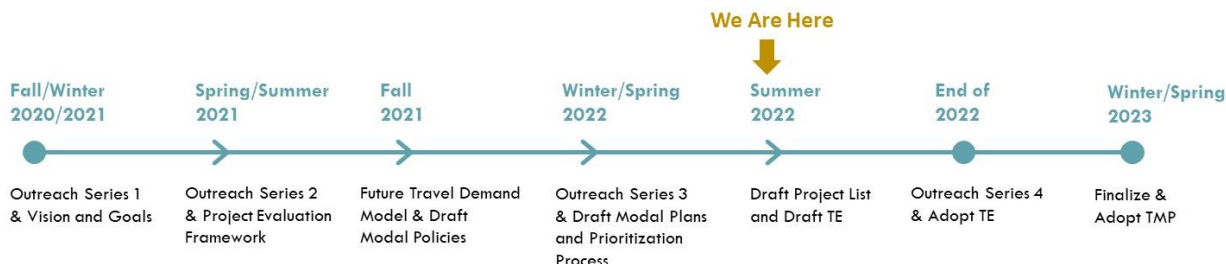 We Are Here
Fall/Winter
2020/2021
Spring/Summer
2021
Fall
2021
Winter/Spring
2022
Summer
2022
End of
2022
Winter/Spring
2023
Outreach Series 1
& Vision and Goals
Outreach Series 2
& Project Evaluation
Framework
Future Travel Demand
Model & Draft
Modal Policies
Outreach Series 3
& Draft Modal Plans
and Prioritization
Process
Draft Project List
and Draft TE
Outreach Series 4
& Adopt TE
Finalize &
Adopt TMP